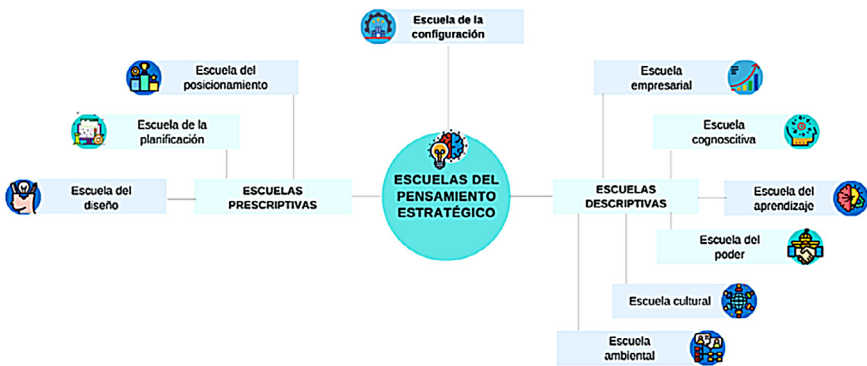 Escuela de la
configuración
Escuela del
posicionamiento
Escuela
empresarial
Escuela de la
planificación
Escuela
cognoscitiva
Escuela del
diseño
ESCUELAS
PRESCRIPTIVAS
ESCUELAS DEL
PENSAMIENTO
ESTRATÉGICO
ESCUELAS
DESCRIPTIVAS
Escuela del
aprendizaje
Escuela del
poder
Escuela cultural
Escuela
ambiental